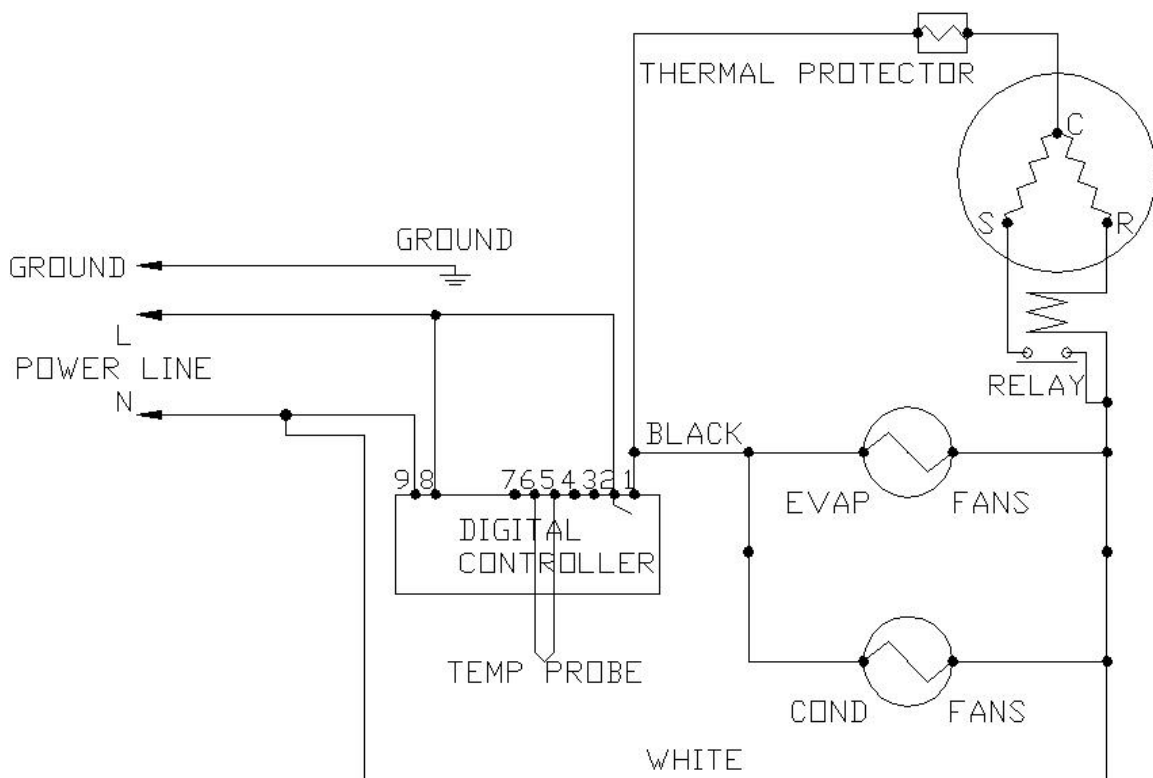 THERMAL PROTECTOR
C
S
R
GROUND
GROUND
L
POWER LINE
N
RELAY
BLACK
9 8 7 6 5 4 3 2 1
EVAP FANS
DIGITAL
CONTROLLER
TEMP PROBE
COND FANS
WHITE